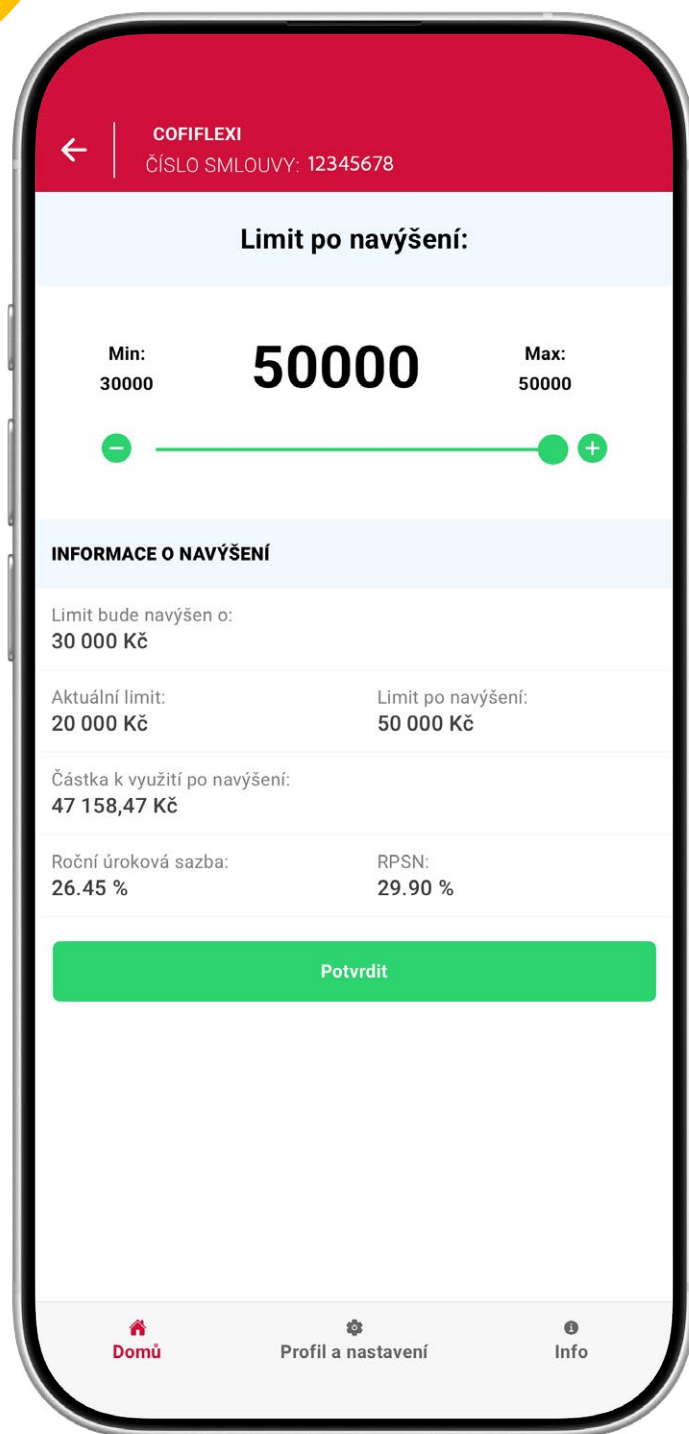 COFIFLEXI
ČÍSLO SMLOUVY: 12345678
Limit po navýšení:
Min:
30000
50000
Max:
50000
INFORMACE O NAVÝŠENÍ
Limit bude navýšen o:
30 000 Kč
Aktuální limit:
20 000 Kč
Limit po navýšení:
50 000 Kč
Částka k využití po navýšení:
47 158,47 Kč
Roční úroková sazba:
26.45 %
RPSN:
29.90 %
Potvrdit
Domů
Profil a nastavení
Info